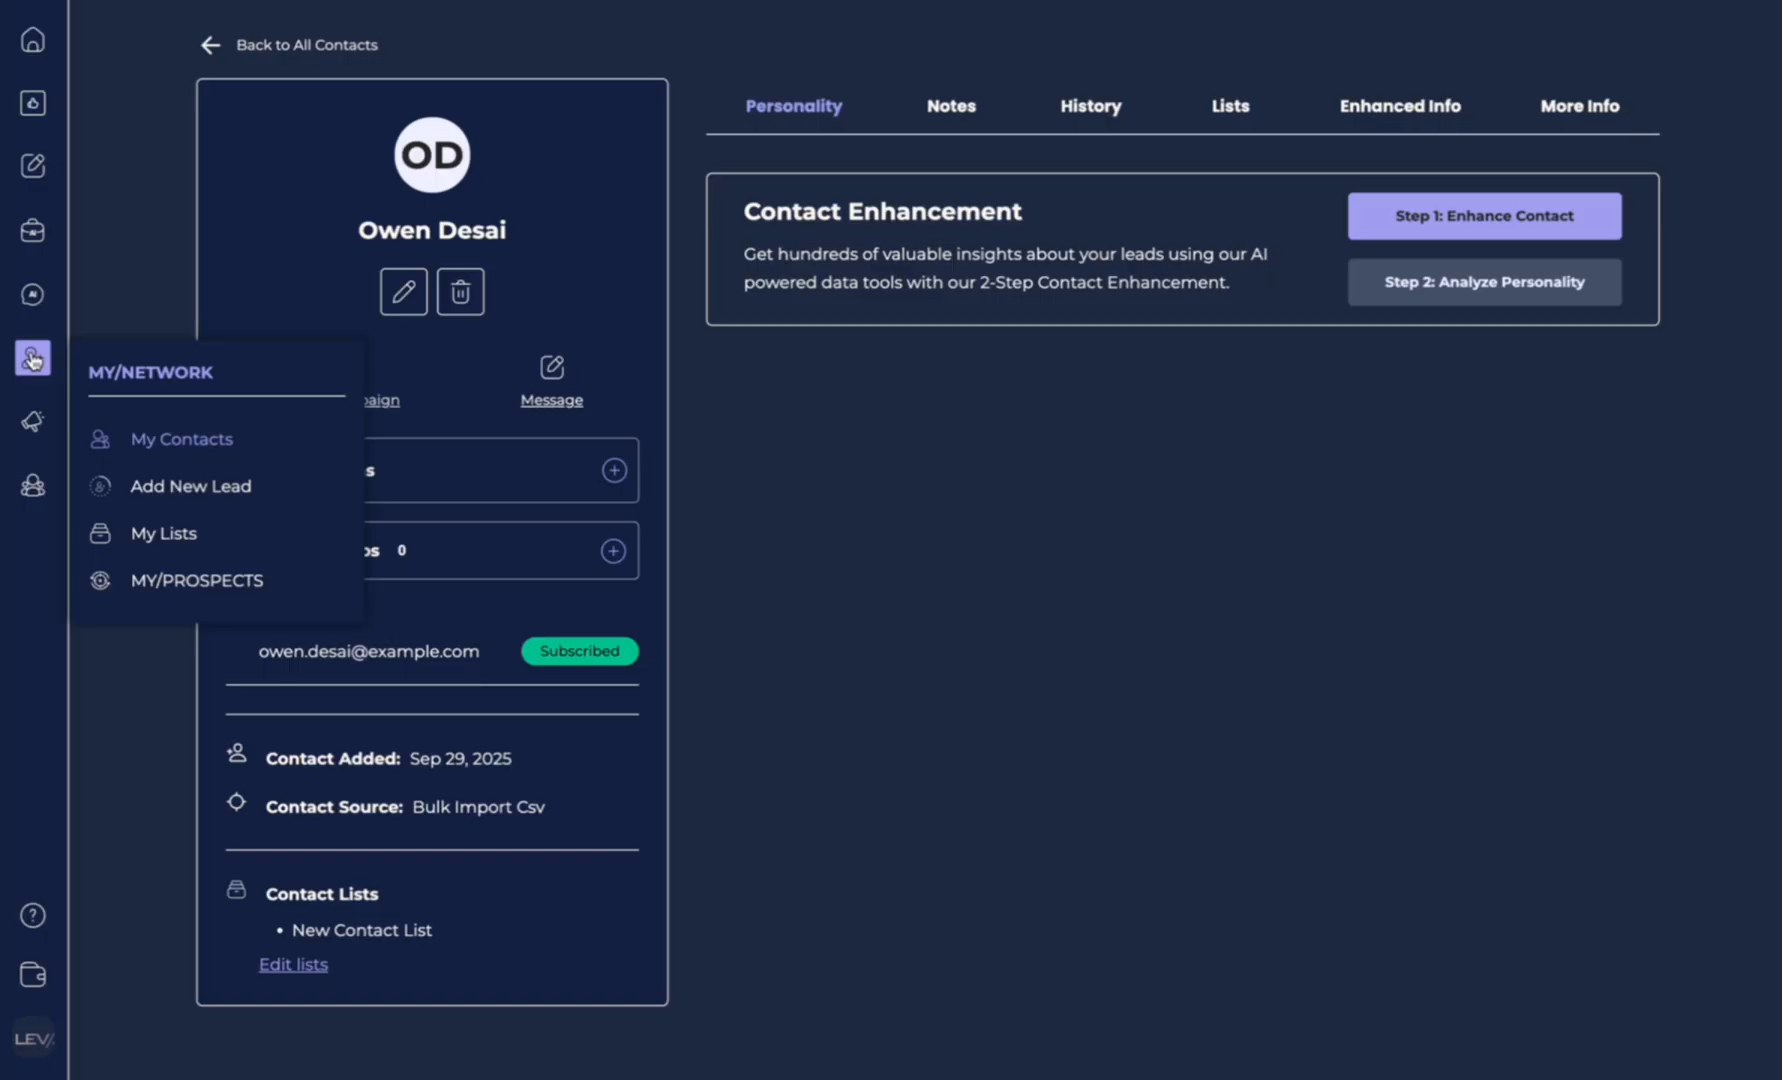 Back to All Contacts
OD
Owen Desai
MY/NETWORK
My Contacts
Add New Lead
My Lists
MY/PROSPECTS
Message
0
owen.desai@example.com
Subscribed
Contact Added: Sep 29, 2025
Contact Source: Bulk Import Csv
Contact Lists
• New Contact List
Edit lists
Personality
Notes
History
Lists
Enhanced Info
More Info
Contact Enhancement
Get hundreds of valuable insights about your leads using our AI
powered data tools with our 2-Step Contact Enhancement.
Step 1: Enhance Contact
Step 2: Analyze Personality